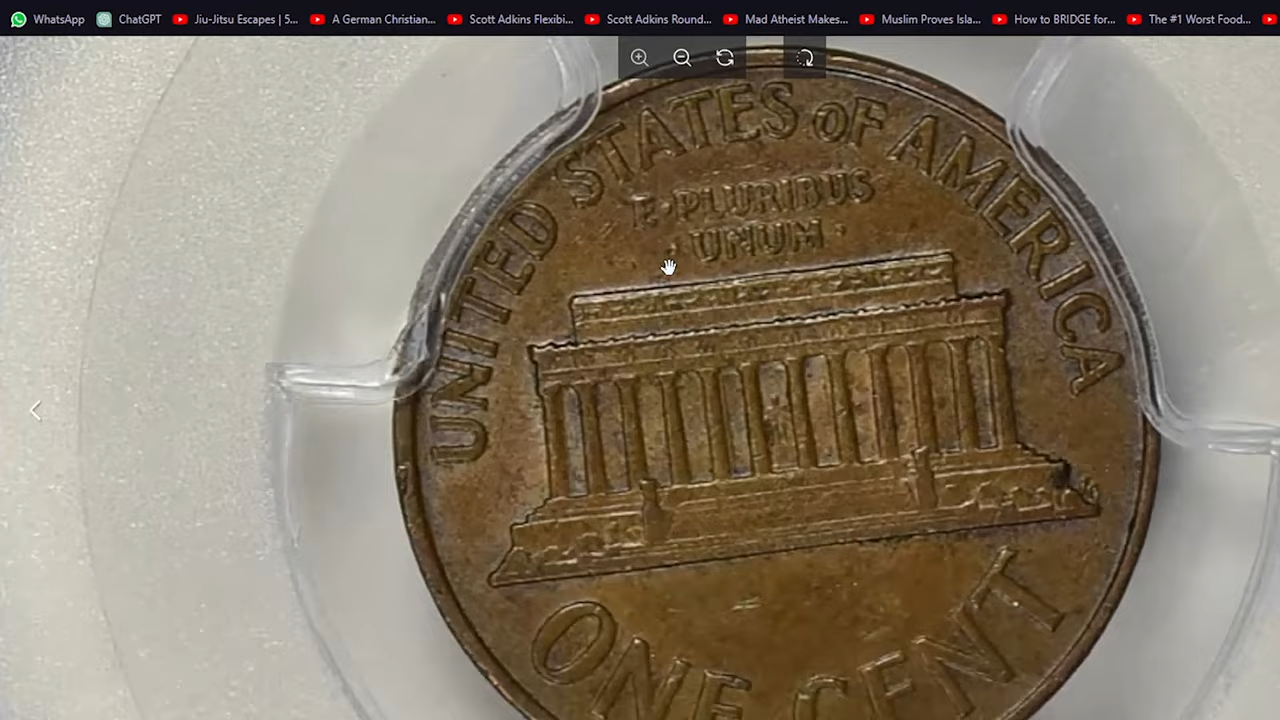 WhatsApp
ChatGPT
Jiu-Jitsu Escapes | 5...
A German Christian...
Scott Adkins Flexibi...
Scott Adkins Round...
Mad Atheist Makes...
Muslim Proves Isla...
How to BRIDGE for...
The #1 Worst Food...
UNITED STATES OF AMERICA
E·PLURIBUS
·UNUM·
ONE CENT